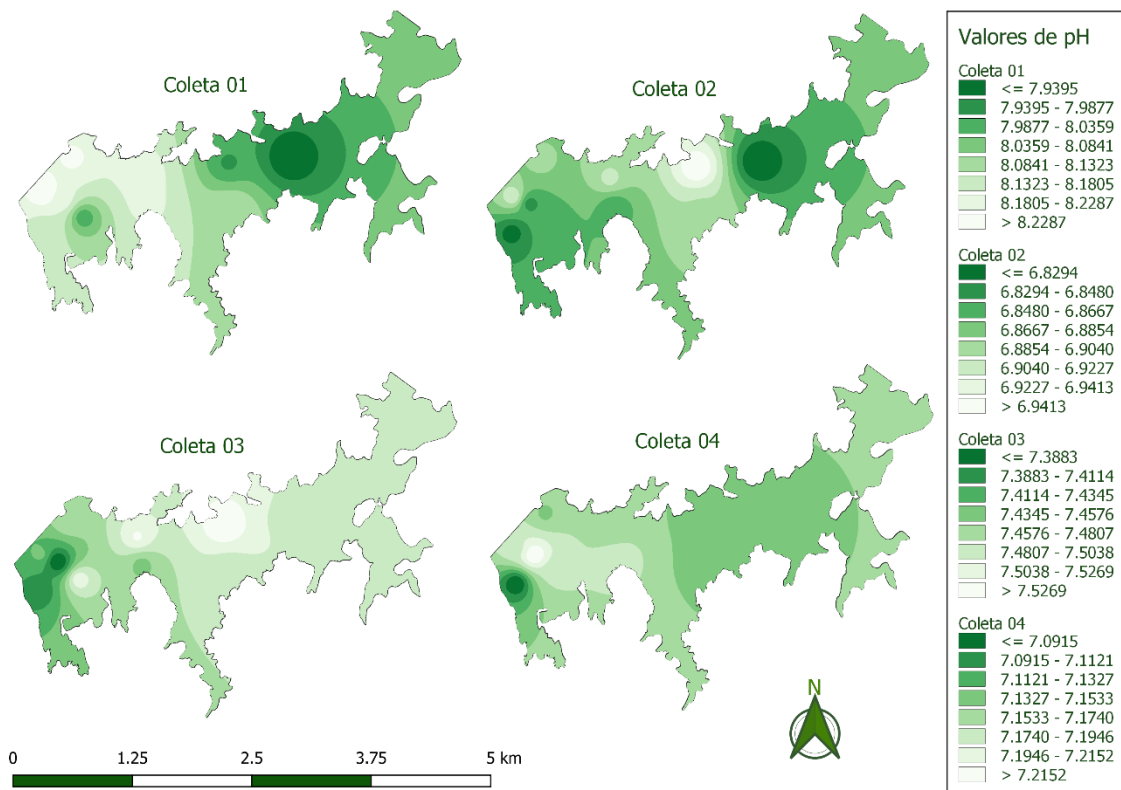 Coleta 01
Coleta 02
Coleta 03
Coleta 04
N
0 1.25 2.5 3.75 5 km
Valores de pH
Coleta 01
<= 7.9395
7.9395 - 7.9877
7.9877 - 8.0359
8.0359 - 8.0841
8.0841 - 8.1323
8.1323 - 8.1805
8.1805 - 8.2287
> 8.2287
Coleta 02
<= 6.8294
6.8294 - 6.8480
6.8480 - 6.8667
6.8667 - 6.8854
6.8854 - 6.9040
6.9040 - 6.9227
6.9227 - 6.9413
> 6.9413
Coleta 03
<= 7.3883
7.3883 - 7.4114
7.4114 - 7.4345
7.4345 - 7.4576
7.4576 - 7.4807
7.4807 - 7.5038
7.5038 - 7.5269
> 7.5269
Coleta 04
<= 7.0915
7.0915 - 7.1121
7.1121 - 7.1327
7.1327 - 7.1533
7.1533 - 7.1740
7.1740 - 7.1946
7.1946 - 7.2152
> 7.2152